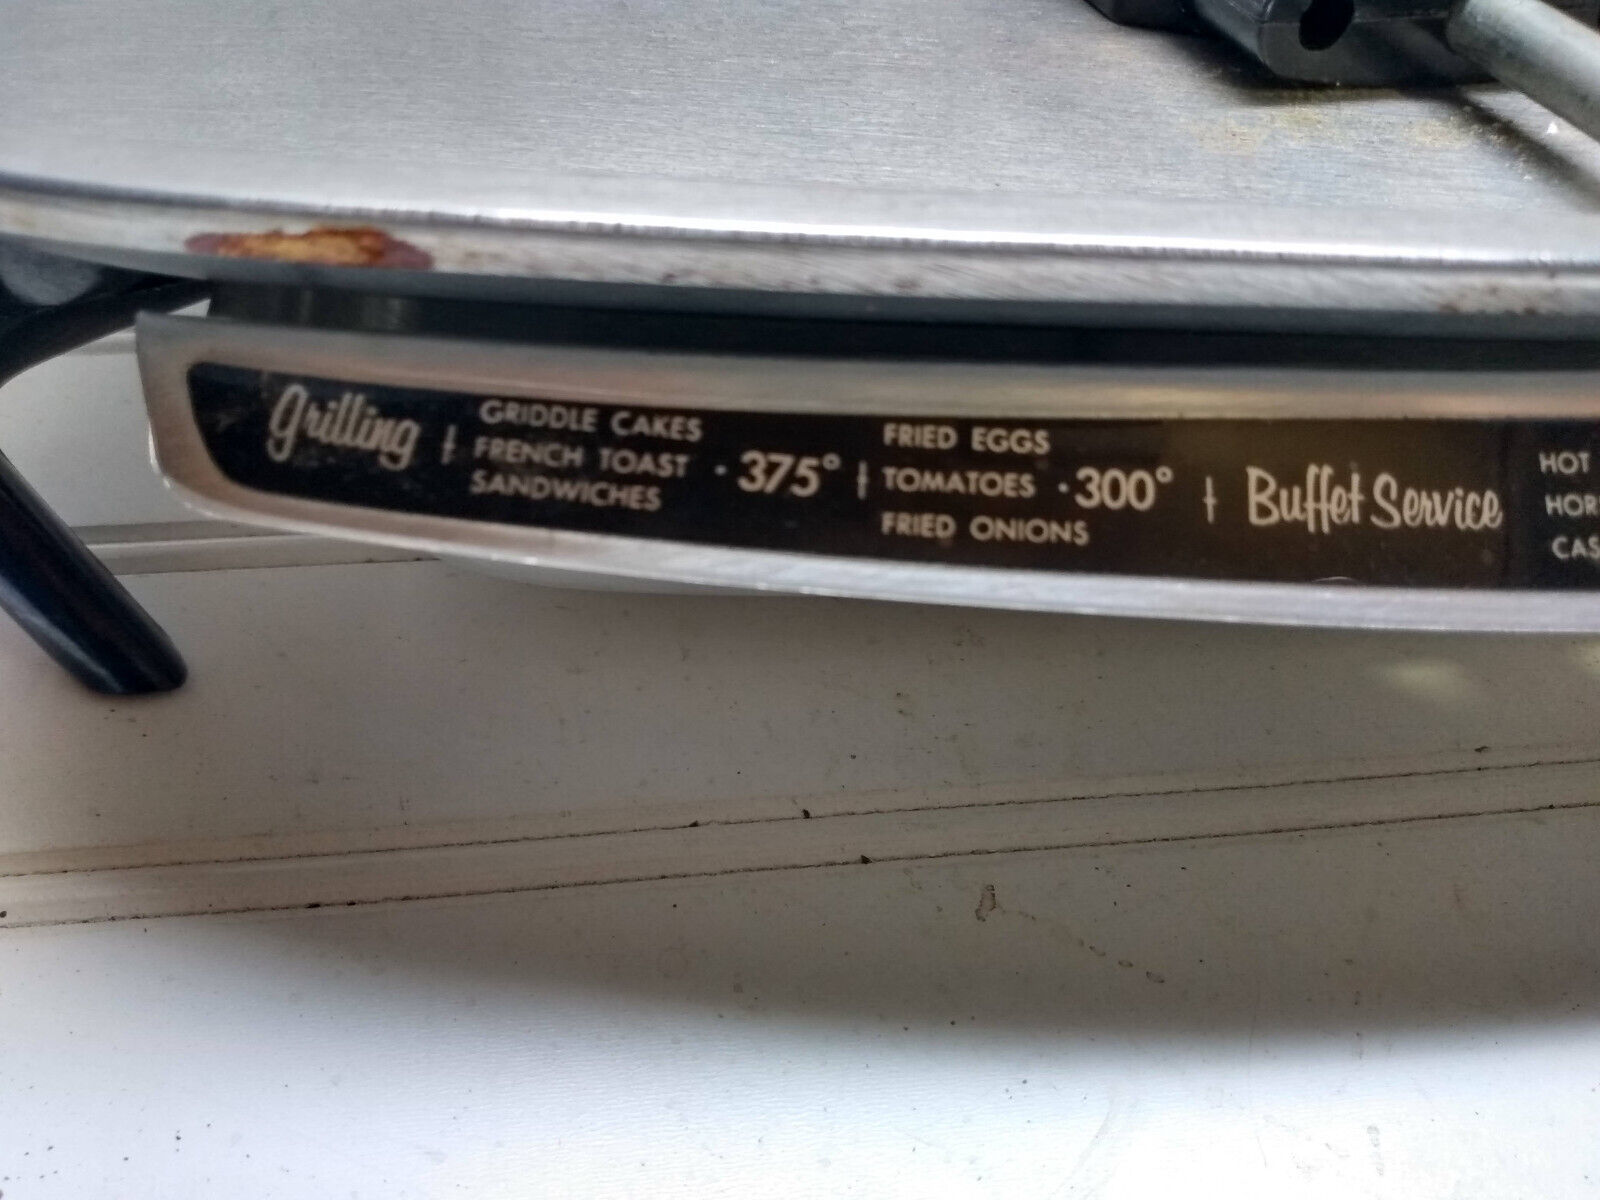 Grilling
GRIDDLE CAKES
FRENCH TOAST
SANDWICHES
· 375°
FRIED EGGS
TOMATOES
FRIED ONIONS
· 300°
Buffet Service
HOT